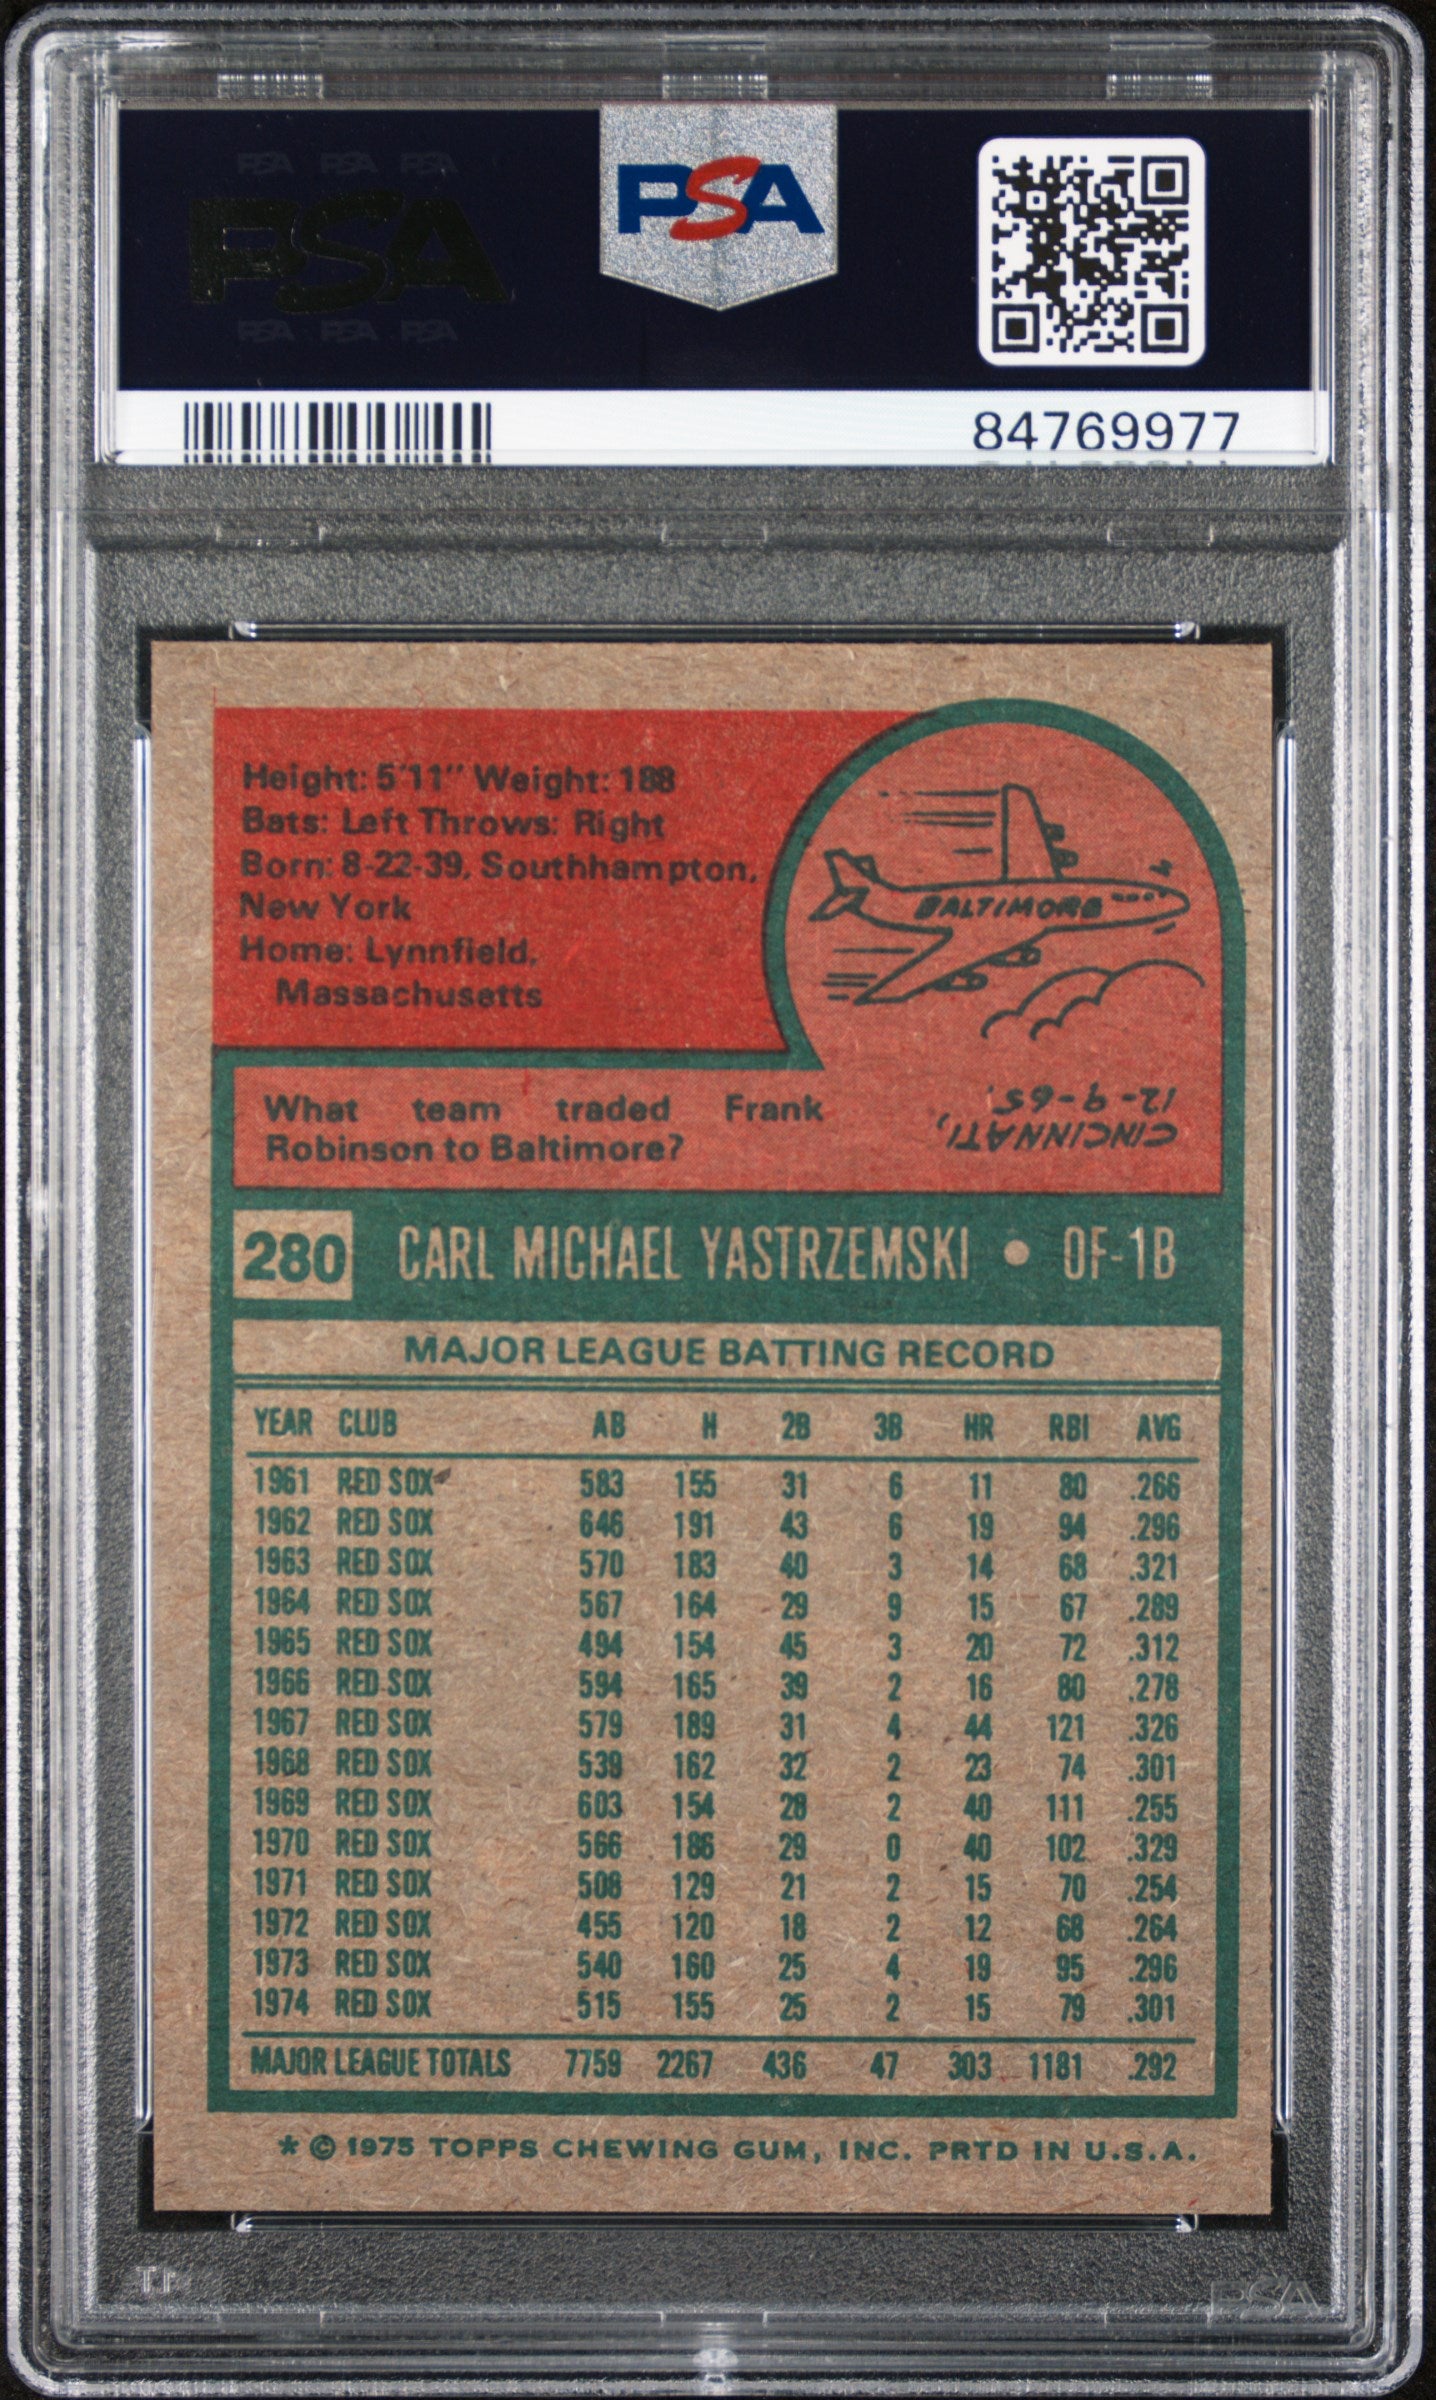 PSA PSA PSA
PSA
PSA PSA PSA
PSA
84769977
Height: 5'11" Weight: 188
Bats: Left Throws: Right
Born: 8-22-39, Southhampton,
New York
Home: Lynnfield,
Massachusetts
BALTIMORE
What team traded Frank
Robinson to Baltimore?
CINCINNATI,
12-9-65.
280 CARL MICHAEL YASTRZEMSKI • OF-1B
MAJOR LEAGUE BATTING RECORD
YEAR CLUB AB H 2B 3B HR RBI AVG
1961 RED SOX 583 155 31 6 11 80 .266
1962 RED SOX 646 191 43 6 19 94 .296
1963 RED SOX 570 183 40 3 14 68 .321
1964 RED SOX 567 164 29 9 15 67 .289
1965 RED SOX 494 154 45 3 20 72 .312
1966 RED SOX 594 165 39 2 16 80 .278
1967 RED SOX 579 189 31 4 44 121 .326
1968 RED SOX 539 162 32 2 23 74 .301
1969 RED SOX 603 154 28 2 40 111 .255
1970 RED SOX 566 186 29 0 40 102 .329
1971 RED SOX 508 129 21 2 15 70 .254
1972 RED SOX 455 120 18 2 12 68 .264
1973 RED SOX 540 160 25 4 19 95 .296
1974 RED SOX 515 155 25 2 15 79 .301
MAJOR LEAGUE TOTALS 7759 2267 436 47 303 1181 .292
* © 1975 TOPPS CHEWING GUM, INC. PRTD IN U.S.A.
PSA